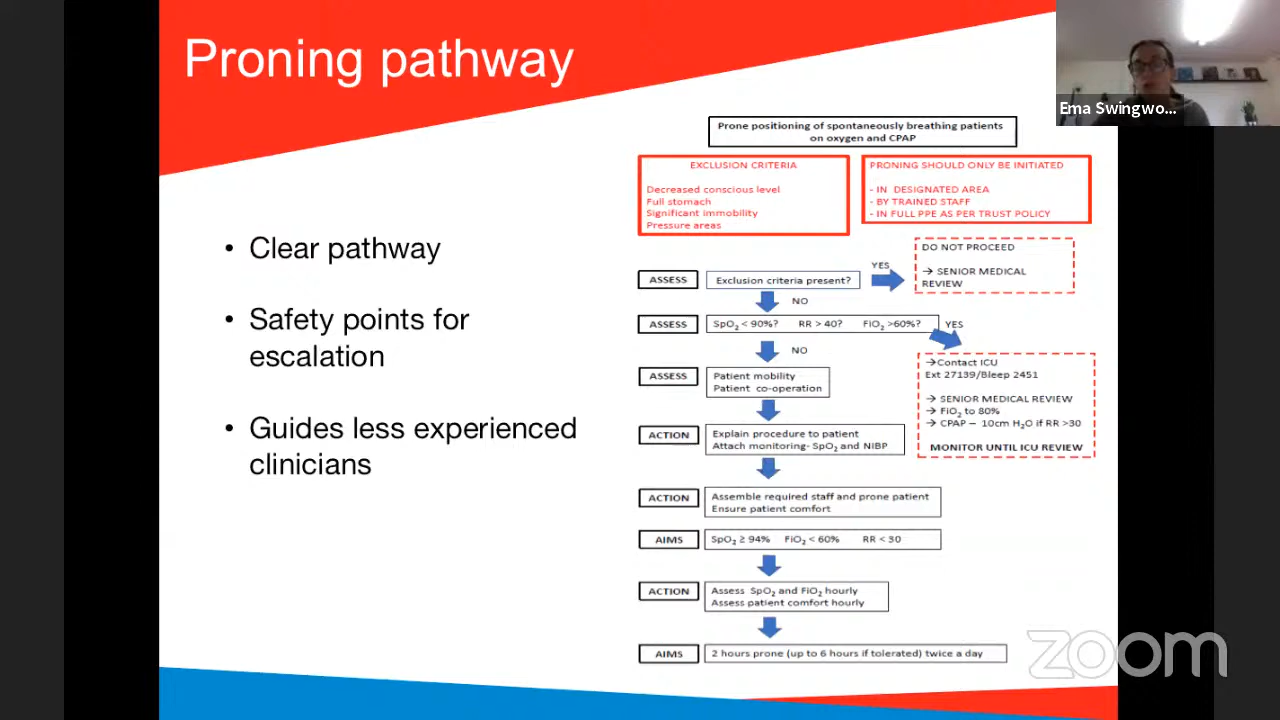 Proning pathway
Ema Swingwo...
• Clear pathway
• Safety points for
escalation
• Guides less experienced
clinicians
Prone positioning of spontaneously breathing patients
on oxygen and CPAP
EXCLUSION CRITERIA
Decreased conscious level
Full stomach
Significant immobility
Pressure areas
PRONING SHOULD ONLY BE INITIATED
- IN DESIGNATED AREA
- BY TRAINED STAFF
- IN FULL PPE AS PER TRUST POLICY
ASSESS
Exclusion criteria present?
YES
DO NOT PROCEED
→ SENIOR MEDICAL
REVIEW
NO
ASSESS
SpO₂ < 90%? RR > 40? FiO₂ >60%?
YES
→Contact ICU
Ext 27139/Bleep 2451
→ SENIOR MEDICAL REVIEW
→ FiO₂ to 80%
→ CPAP – 10cm H₂O if RR >30
MONITOR UNTIL ICU REVIEW
NO
ASSESS
Patient mobility
Patient co-operation
ACTION
Explain procedure to patient
Attach monitoring- SpO₂ and NIBP
ACTION
Assemble required staff and prone patient
Ensure patient comfort
AIMS
SpO₂ ≥ 94% FiO₂ < 60% RR < 30
ACTION
Assess SpO₂ and FiO₂ hourly
Assess patient comfort hourly
AIMS
2 hours prone (up to 6 hours if tolerated) twice a day
zoom